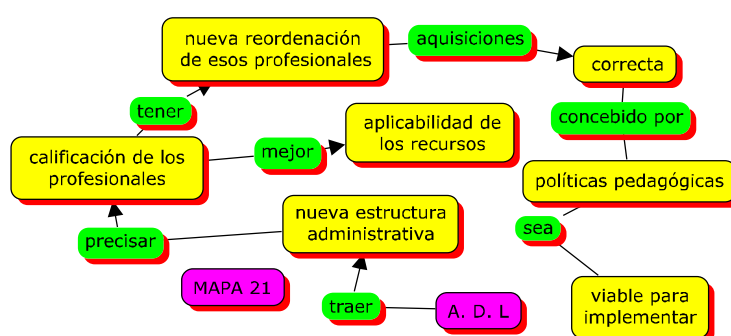 nueva reordenación
de esos profesionales
aquisiciones
correcta
tener
concebido por
aplicabilidad de
los recursos
mejor
calificación de los
profesionales
políticas pedagógicas
nueva estructura
administrativa
precisar
sea
MAPA 21
traer
A. D. L
viable para
implementar